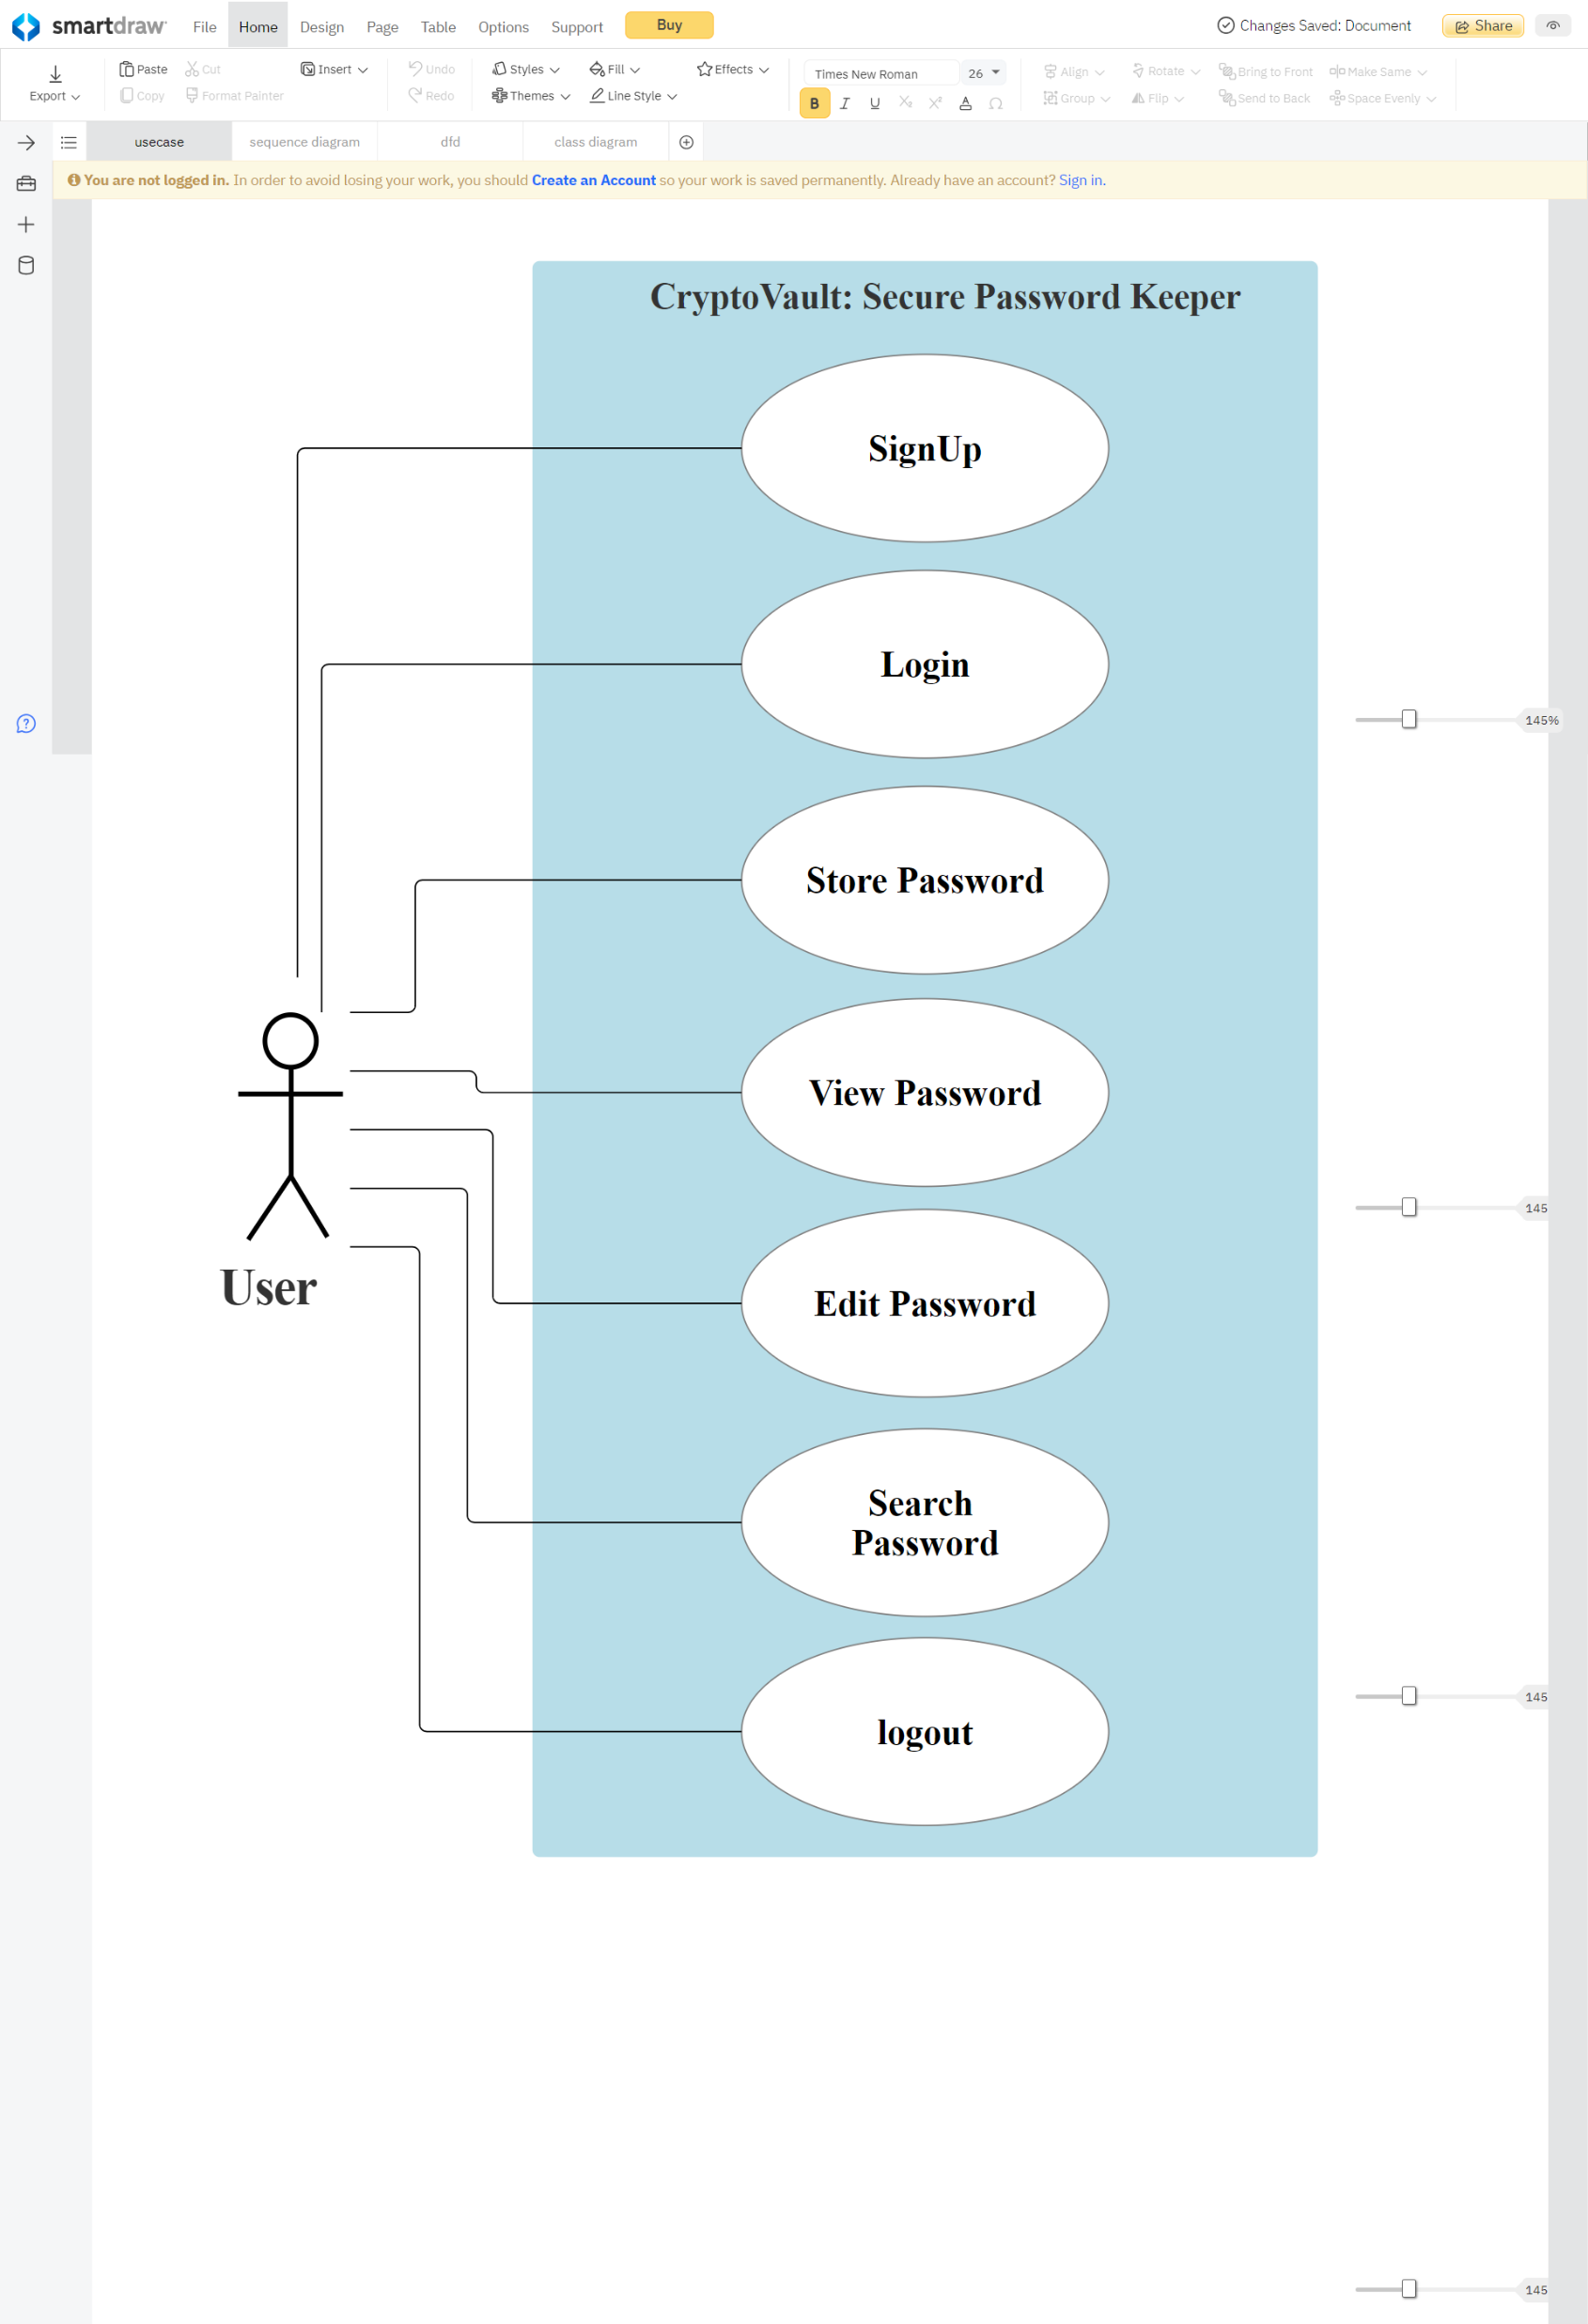 smartdraw File Home Design Page Table Options Support Buy Changes Saved: Document Share
Export Paste Cut Insert Undo Styles Fill Effects Times New Roman 26 Align Rotate Bring to Front Make Same
Copy Format Painter Redo Themes Line Style B I U X₂ X² A Ω Group Flip Send to Back Space Evenly
usecase sequence diagram dfd class diagram
You are not logged in. In order to avoid losing your work, you should Create an Account so your work is saved permanently. Already have an account? Sign in.
CryptoVault: Secure Password Keeper
SignUp
Login
145%
Store Password
View Password
145
User
Edit Password
Search
Password
145
logout
145